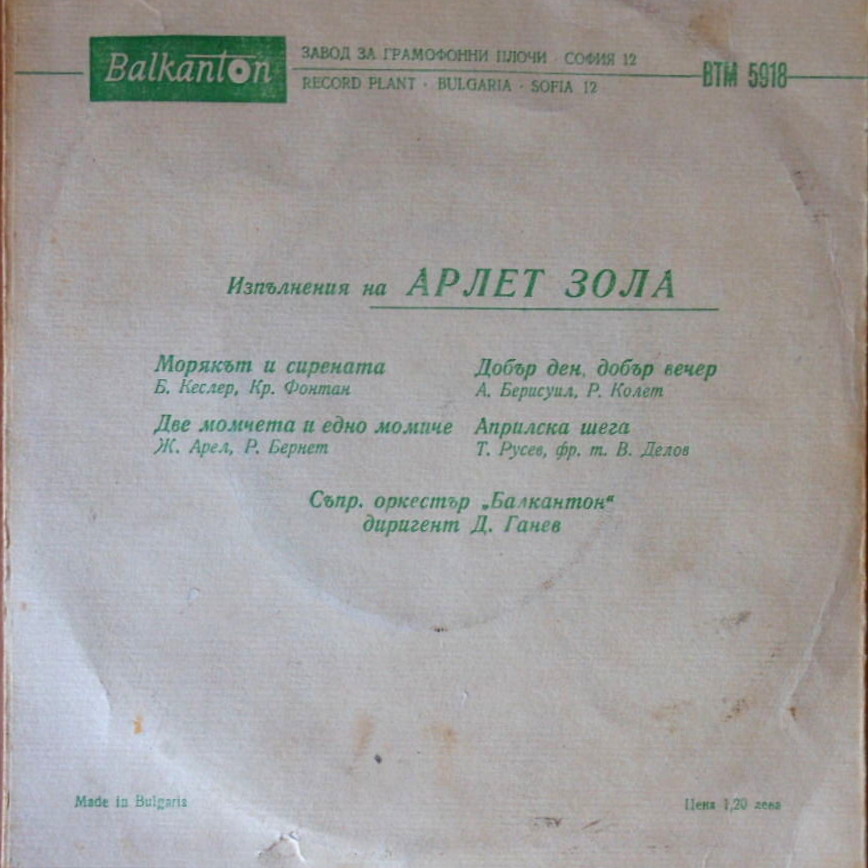 Balkanton
ЗАВОД ЗА ГРАМОФОННИ ПЛОЧИ · СОФИЯ 12
RECORD PLANT · BULGARIA · SOFIA 12
ВТМ 5918
Изпълнения на АРЛЕТ ЗОЛА
Морякът и сирената
Б. Кеслер, Кр. Фонтан
Две момчета и едно момиче
Ж. Арел, Р. Бернет
Добър ден, добър вечер
А. Берисуил, Р. Колет
Априлска шега
Т. Русев, фр. т. В. Делов
Съпр. оркестър „Балкантон“
диригент Д. Ганев
Made in Bulgaria
Цена 1,20 лева